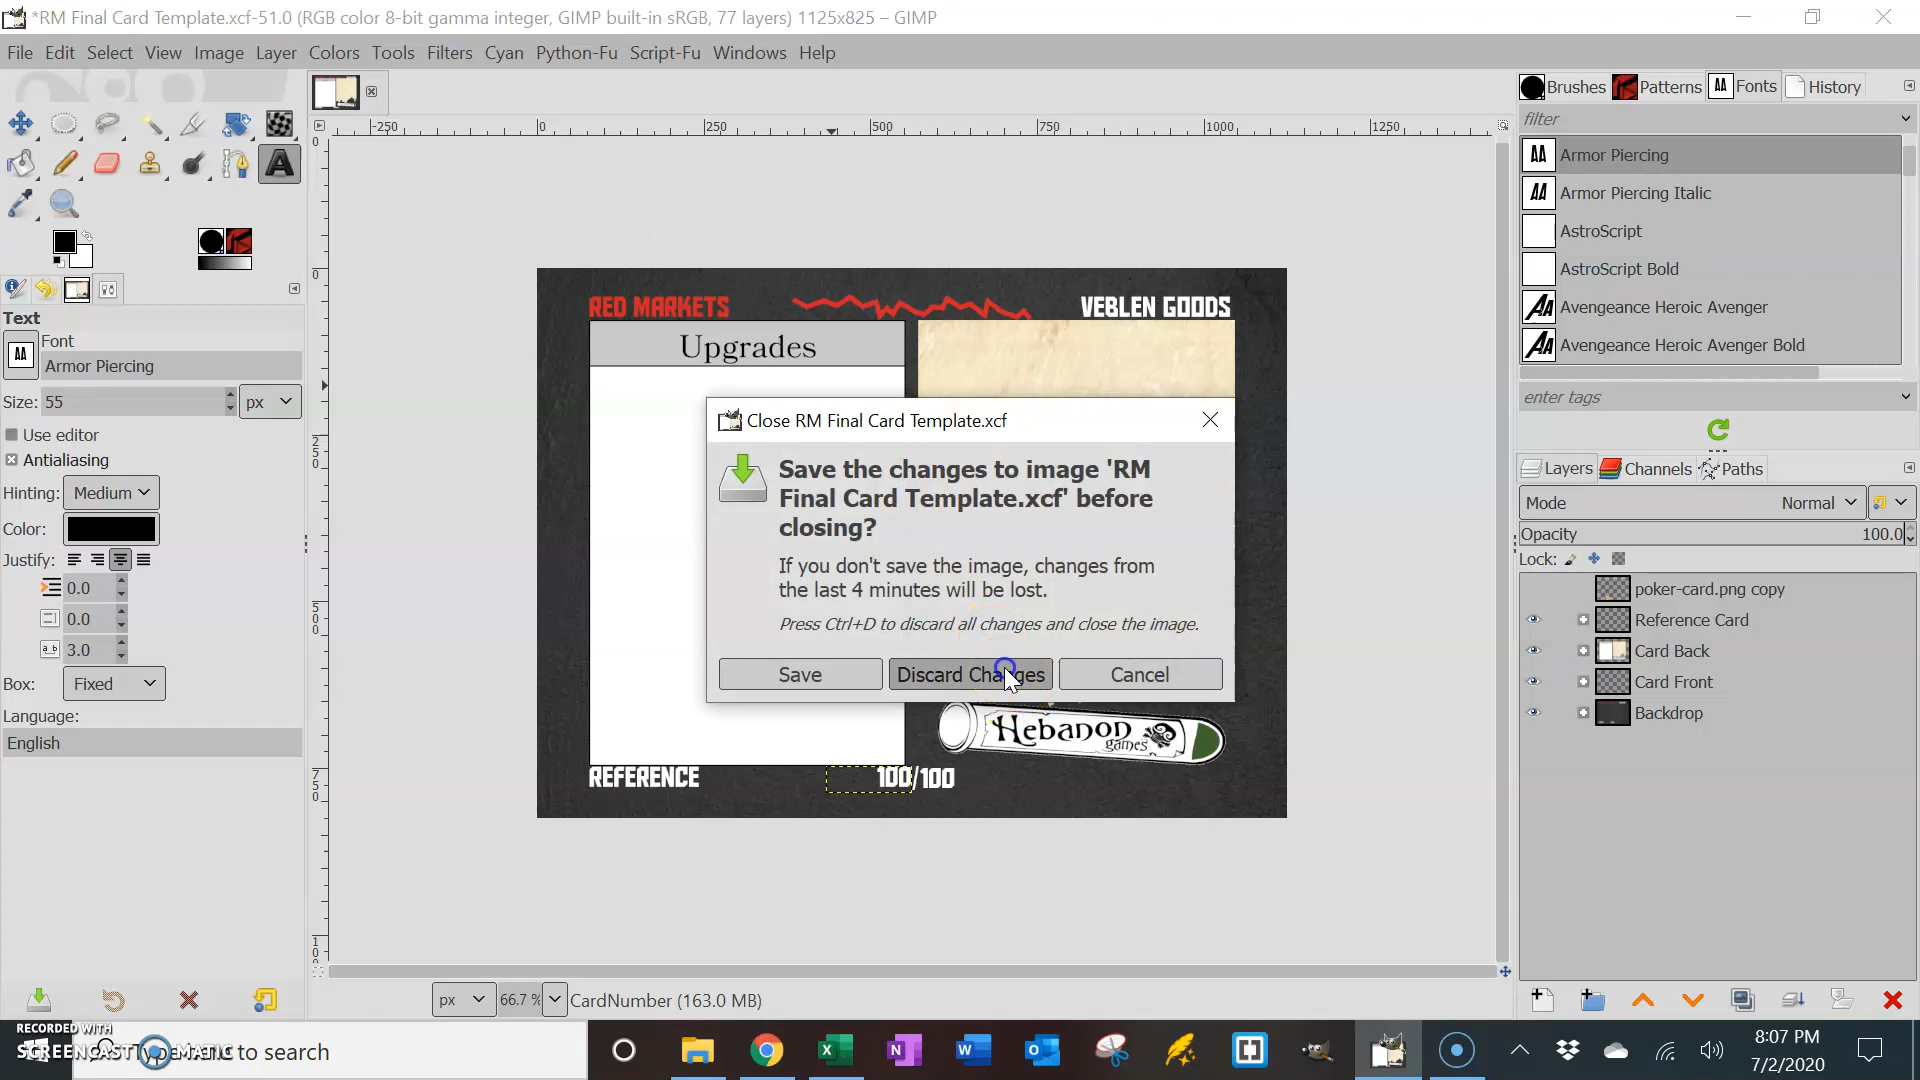 *RM Final Card Template.xcf-51.0 (RGB color 8-bit gamma integer, GIMP built-in sRGB, 77 layers) 1125x825 – GIMP
File Edit Select View Image Layer Colors Tools Filters Cyan Python-Fu Script-Fu Windows Help
Brushes Patterns Fonts History
filter
-250 0 250 500 750 1000 1250
Armor Piercing
Armor Piercing Italic
AstroScript
AstroScript Bold
Avengeance Heroic Avenger
Avengeance Heroic Avenger Bold
enter tags
Text
Font
Armor Piercing
Size: 55 px
Use editor
Antialiasing
Hinting: Medium
Color:
Justify:
0.0
0.0
3.0
Box: Fixed
Language:
English
RED MARKETS VEBLEN GOODS
Upgrades
Close RM Final Card Template.xcf
Save the changes to image 'RM
Final Card Template.xcf' before
closing?
If you don't save the image, changes from
the last 4 minutes will be lost.
Press Ctrl+D to discard all changes and close the image.
Save Discard Changes Cancel
Hebanon
games
REFERENCE 100/100
Layers Channels Paths
Mode Normal
Opacity 100.0
Lock:
poker-card.png copy
Reference Card
Card Back
Card Front
Backdrop
px 66.7 % CardNumber (163.0 MB)
RECORDED WITH
SCREENCAST MATIC
to search
8:07 PM
7/2/2020